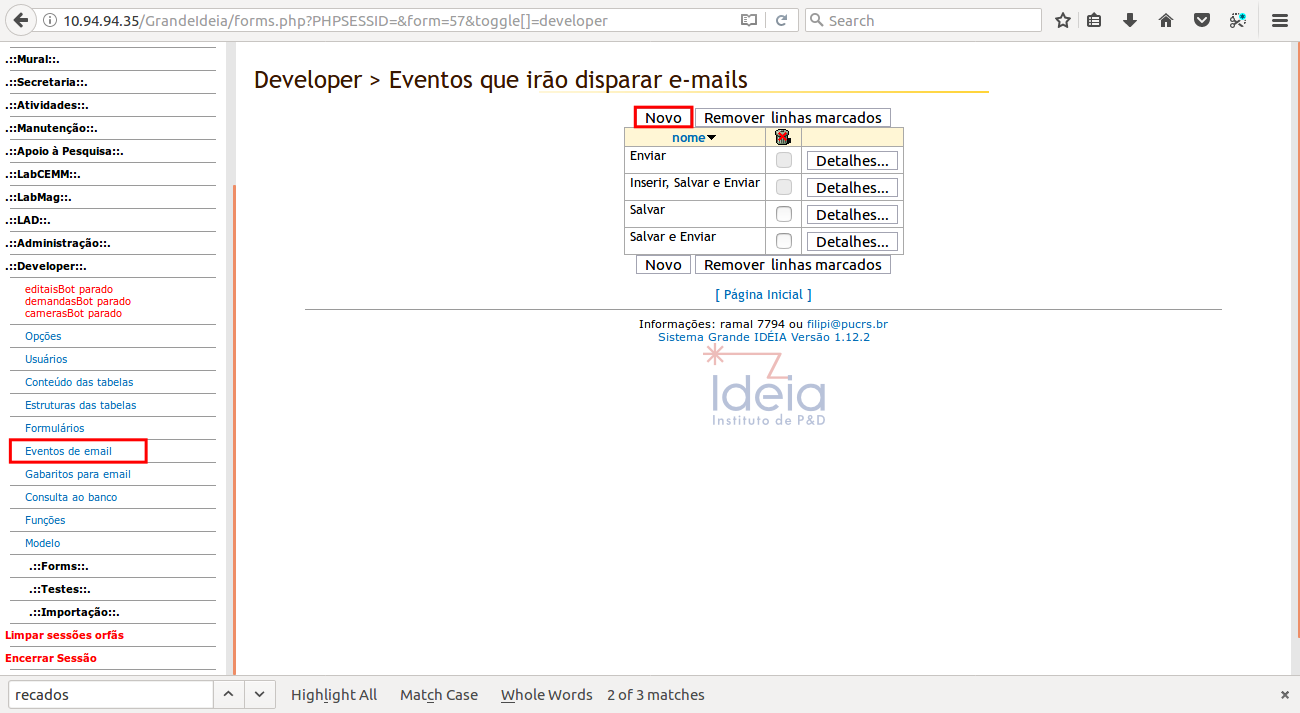 10.94.94.35/GrandeIdeia/forms.php?PHPSESSID=&form=57&toggle[]=developer
Search
.::Mural::.
.::Secretaria::.
.::Atividades::.
.::Manutenção::.
.::Apoio à Pesquisa::.
.::LabCEMM::.
.::LabMag::.
.::LAD::.
.::Administração::.
.::Developer::.
editaisBot parado
demandasBot parado
camerasBot parado
Opções
Usuários
Conteúdo das tabelas
Estruturas das tabelas
Formulários
Eventos de email
Gabaritos para email
Consulta ao banco
Funções
Modelo
.::Forms::.
.::Testes::.
.::Importação::.
Limpar sessões orfãs
Encerrar Sessão
Developer > Eventos que irão disparar e-mails
Novo Remover linhas marcados
nome
Enviar Detalhes...
Inserir, Salvar e Enviar Detalhes...
Salvar Detalhes...
Salvar e Enviar Detalhes...
Novo Remover linhas marcados
[ Página Inicial ]
Informações: ramal 7794 ou filipi@pucrs.br
Sistema Grande IDÉIA Versão 1.12.2
Ideia
Instituto de P&D
recados Highlight All Match Case Whole Words 2 of 3 matches